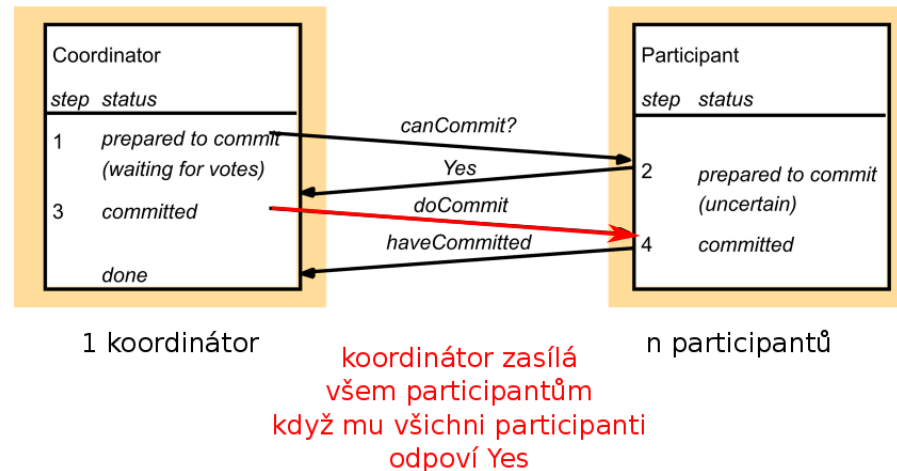 Coordinator
step status
1 prepared to commit
(waiting for votes)
3 committed
done
canCommit?
Yes
doCommit
haveCommitted
Participant
step status
2 prepared to commit
(uncertain)
4 committed
1 koordinátor
koordinátor zasílá
všem participantům
když mu všichni participanti
odpoví Yes
n participantů